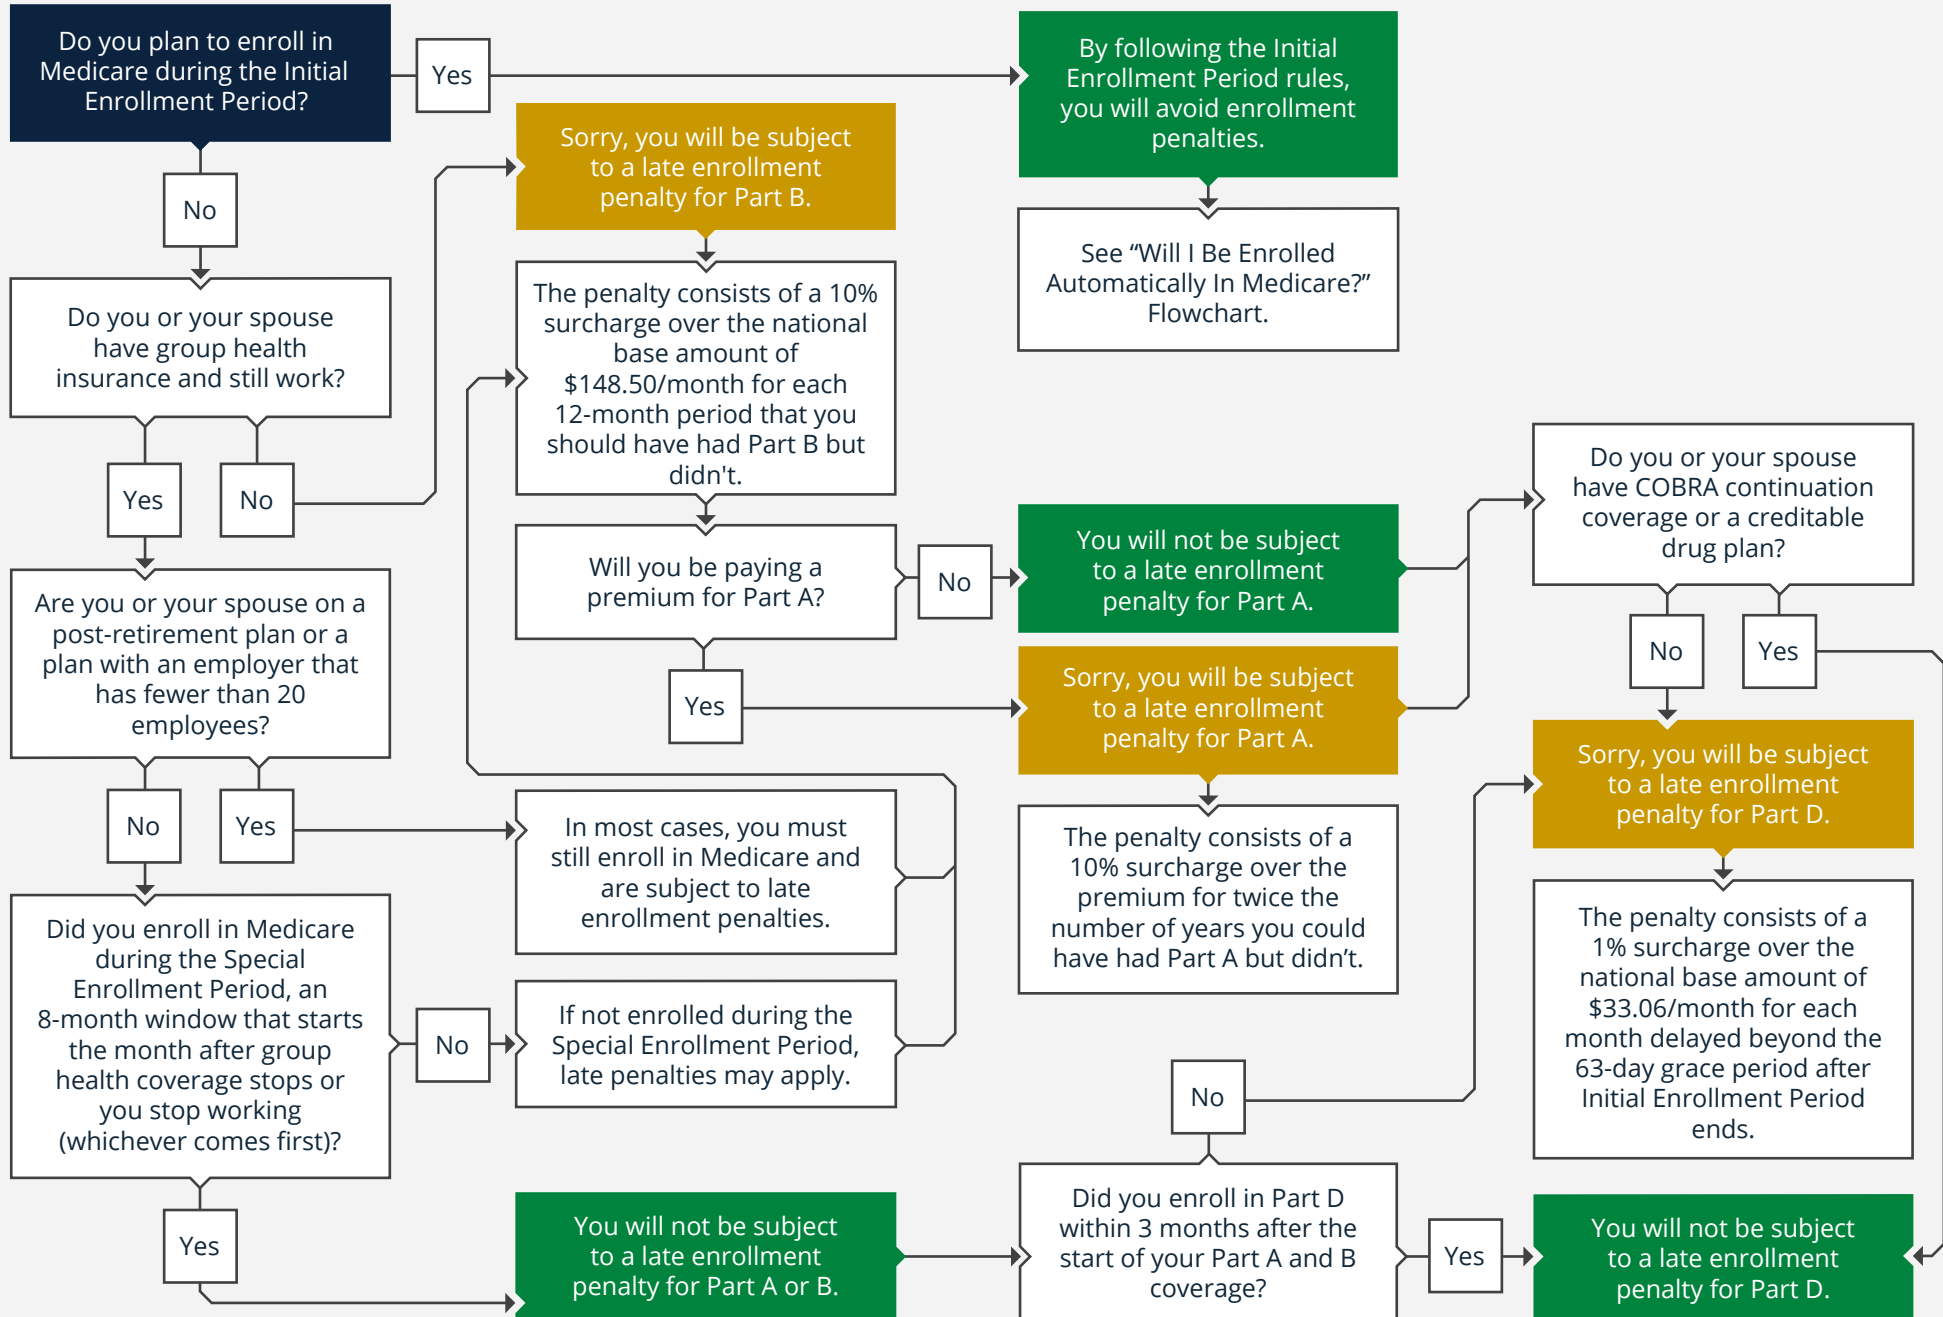 Do you plan to enroll in
Medicare during the Initial
Enrollment Period?
Yes
By following the Initial
Enrollment Period rules,
you will avoid enrollment
penalties.
See “Will I Be Enrolled
Automatically In Medicare?”
Flowchart.
No
Do you or your spouse
have group health
insurance and still work?
Yes
No
Sorry, you will be subject
to a late enrollment
penalty for Part B.
The penalty consists of a 10%
surcharge over the national
base amount of
$148.50/month for each
12-month period that you
should have had Part B but
didn't.
Will you be paying a
premium for Part A?
No
You will not be subject
to a late enrollment
penalty for Part A.
Yes
Sorry, you will be subject
to a late enrollment
penalty for Part A.
The penalty consists of a
10% surcharge over the
premium for twice the
number of years you could
have had Part A but didn’t.
Do you or your spouse
have COBRA continuation
coverage or a creditable
drug plan?
No
Yes
Sorry, you will be subject
to a late enrollment
penalty for Part D.
The penalty consists of a
1% surcharge over the
national base amount of
$33.06/month for each
month delayed beyond the
63-day grace period after
Initial Enrollment Period
ends.
Are you or your spouse on a
post-retirement plan or a
plan with an employer that
has fewer than 20
employees?
No
Yes
In most cases, you must
still enroll in Medicare and
are subject to late
enrollment penalties.
Did you enroll in Medicare
during the Special
Enrollment Period, an
8-month window that starts
the month after group
health coverage stops or
you stop working
(whichever comes first)?
No
If not enrolled during the
Special Enrollment Period,
late penalties may apply.
Yes
You will not be subject
to a late enrollment
penalty for Part A or B.
Did you enroll in Part D
within 3 months after the
start of your Part A and B
coverage?
No
Yes
You will not be subject
to a late enrollment
penalty for Part D.